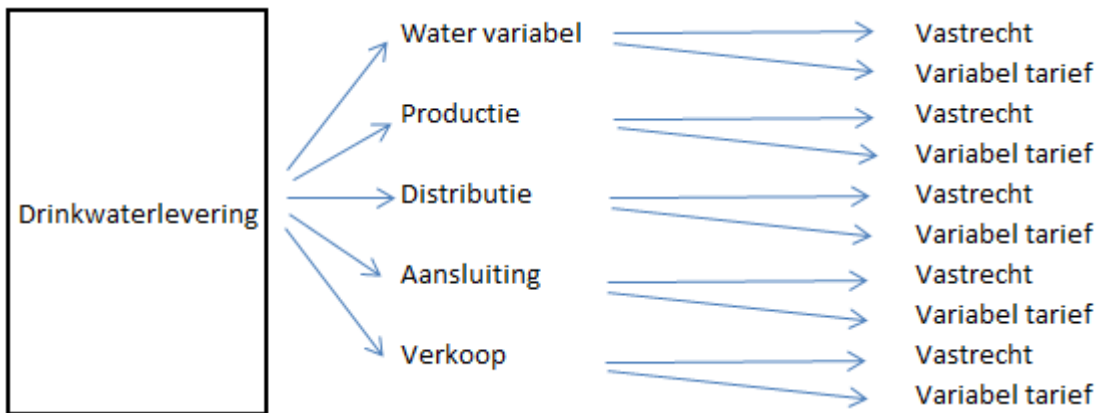 Drinkwaterlevering
Water variabel
Vastrecht
Variabel tarief
Productie
Vastrecht
Variabel tarief
Distributie
Vastrecht
Variabel tarief
Aansluiting
Vastrecht
Variabel tarief
Verkoop
Vastrecht
Variabel tarief